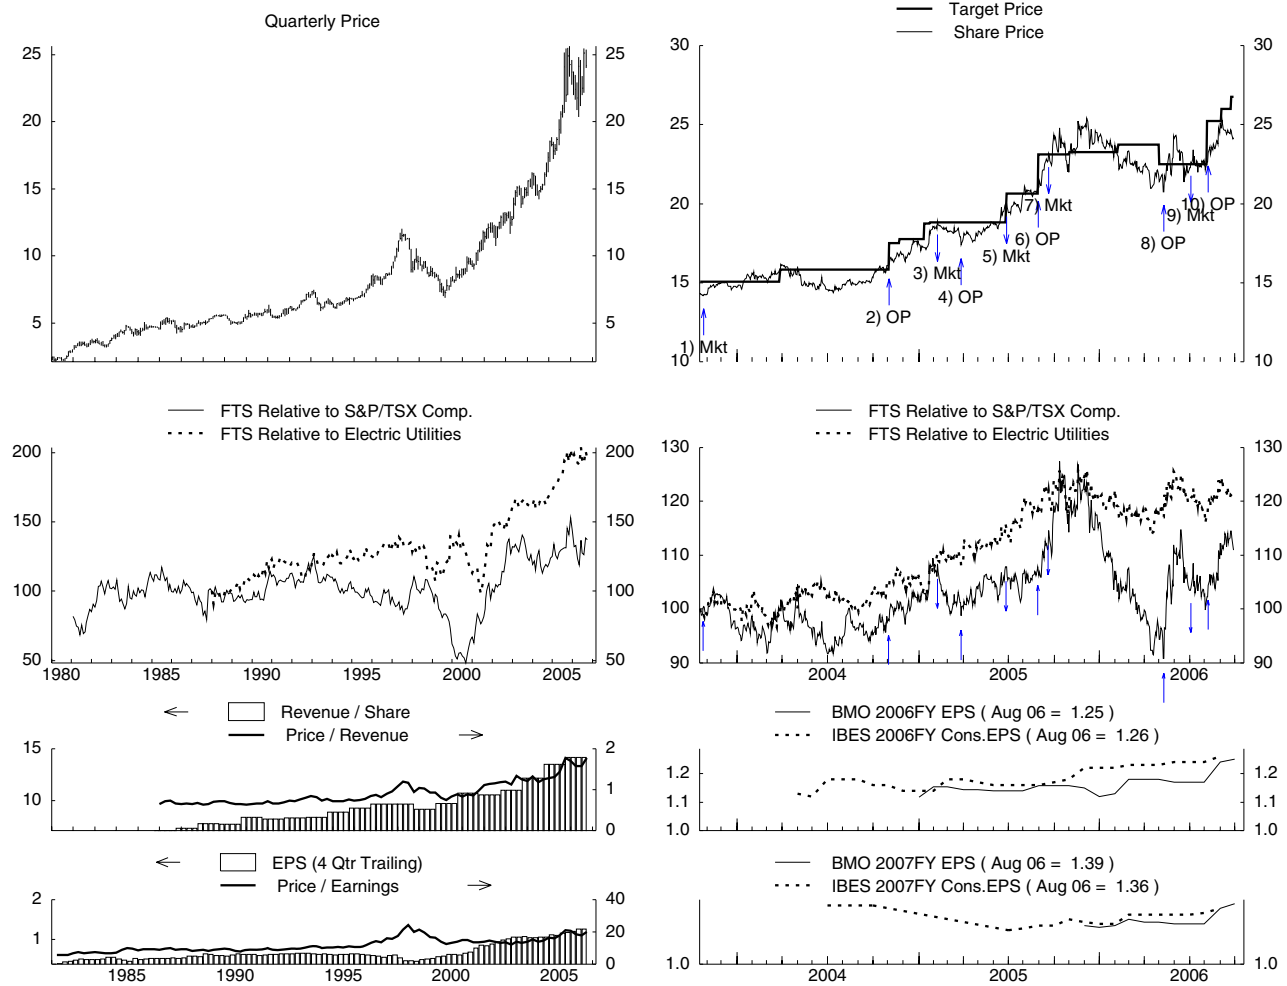 Quarterly Price
25
20
15
10
5
25
20
15
10
5
Target Price
Share Price
30
25
20
15
10
30
25
20
15
10
1) Mkt
2) OP
3) Mkt
4) OP
5) Mkt
6) OP
7) Mkt
8) OP
9) Mkt
10) OP
FTS Relative to S&P/TSX Comp.
FTS Relative to Electric Utilities
200
150
100
50
200
150
100
50
1980 1985 1990 1995 2000 2005
FTS Relative to S&P/TSX Comp.
FTS Relative to Electric Utilities
130
120
110
100
90
130
120
110
100
90
2004 2005 2006
Revenue / Share
Price / Revenue
15
10
2
1
0
BMO 2006FY EPS ( Aug 06 = 1.25 )
IBES 2006FY Cons.EPS ( Aug 06 = 1.26 )
1.2
1.1
1.0
1.2
1.1
1.0
EPS (4 Qtr Trailing)
Price / Earnings
2
1
40
20
0
1985 1990 1995 2000 2005
BMO 2007FY EPS ( Aug 06 = 1.39 )
IBES 2007FY Cons.EPS ( Aug 06 = 1.36 )
1.0
1.0
2004 2005 2006